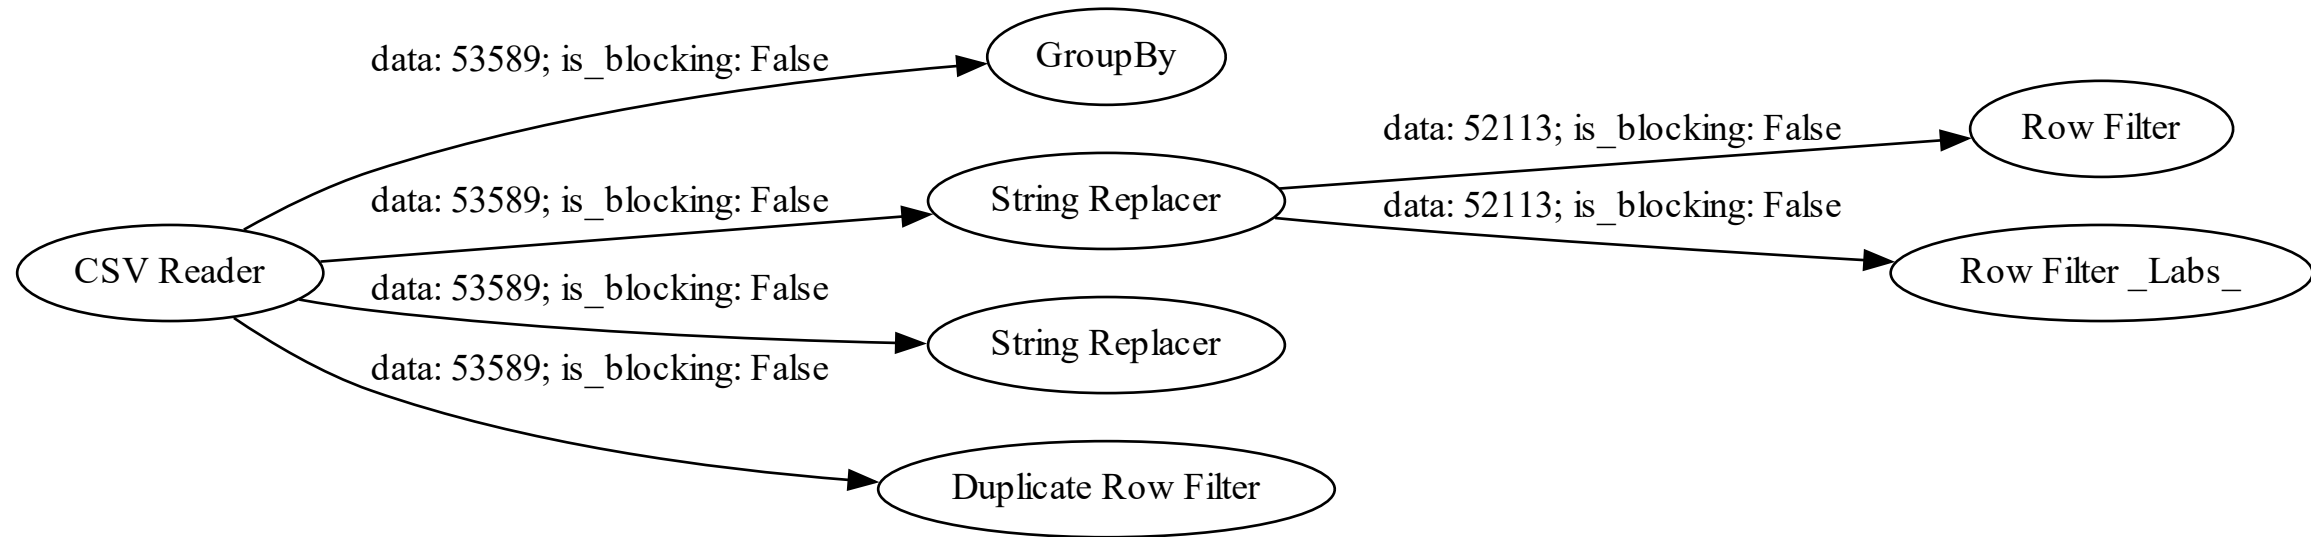 data: 53589; is_blocking: False
GroupBy
data: 52113; is_blocking: False
Row Filter
data: 53589; is_blocking: False
String Replacer
data: 52113; is_blocking: False
CSV Reader
Row Filter _Labs_
data: 53589; is_blocking: False
String Replacer
data: 53589; is_blocking: False
Duplicate Row Filter